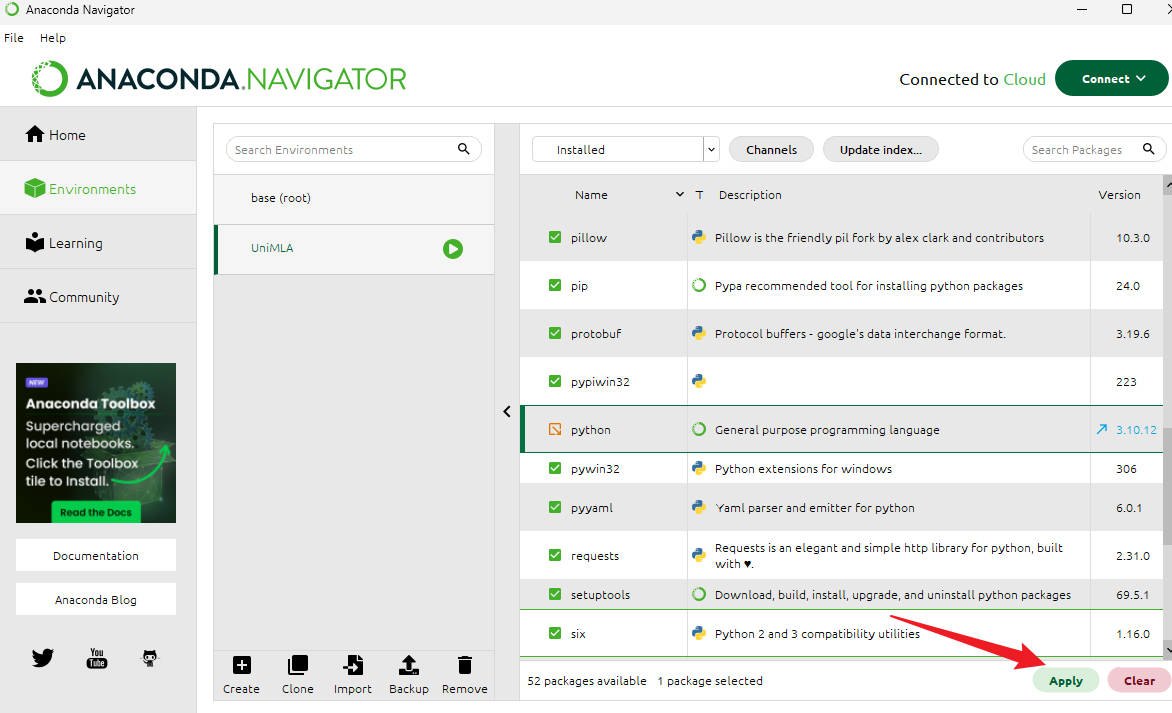 Anaconda Navigator
File Help
ANACONDA.NAVIGATOR
Connected to Cloud
Connect
Home
Environments
Learning
Community
NEW
Anaconda Toolbox
Supercharged
local notebooks.
Click the Toolbox
tile to Install.
Read the Docs
Documentation
Anaconda Blog
You
Tube
Search Environments
base (root)
UniMLA
Create Clone Import Backup Remove
Installed Channels Update index... Search Packages
Name T Description Version
pillow Pillow is the friendly pil fork by alex clark and contributors 10.3.0
pip Pypa recommended tool for installing python packages 24.0
protobuf Protocol buffers - google's data interchange format. 3.19.6
pypiwin32 223
python General purpose programming language 3.10.12
pywin32 Python extensions for windows 306
pyyaml Yaml parser and emitter for python 6.0.1
requests Requests is an elegant and simple http library for python, built
with ♥. 2.31.0
setuptools Download, build, install, upgrade, and uninstall python packages 69.5.1
six Python 2 and 3 compatibility utilities 1.16.0
52 packages available 1 package selected Apply Clear